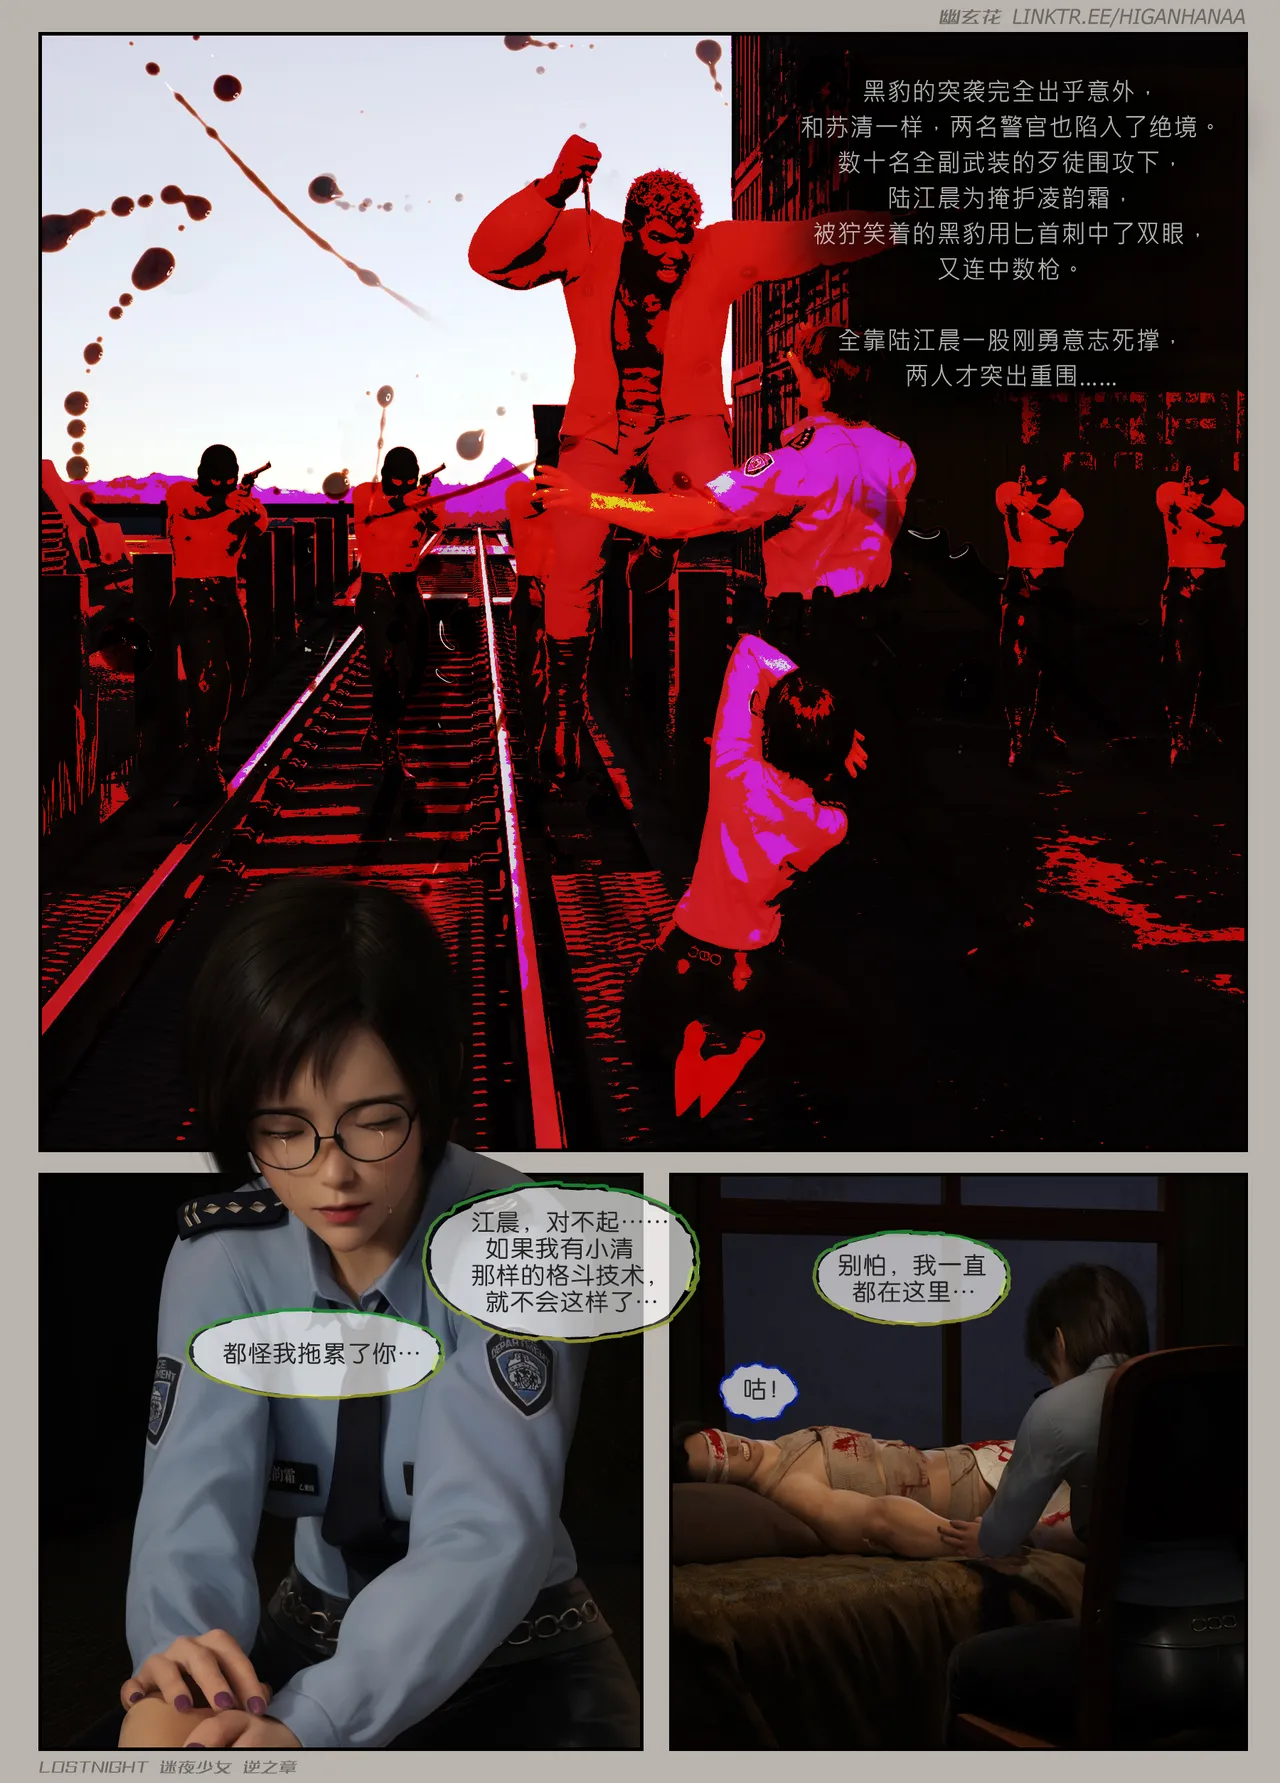 幽玄花 LINKTR.EE/HIGANHANAA
黑豹的突袭完全出乎意外，
和苏清一样，两名警官也陷入了绝境。
数十名全副武装的歹徒围攻下，
陆江晨为掩护凌韵霜，
被狞笑着的黑豹用匕首刺中了双眼，
又连中数枪。
全靠陆江晨一股刚勇意志死撑，
两人才突出重围……
江晨，对不起……
如果我有小清
那样的格斗技术，
就不会这样了…
都怪我拖累了你…
别怕，我一直
都在这里…
咕！
韵霜
LOSTNIGHT 迷夜少女 逆之章